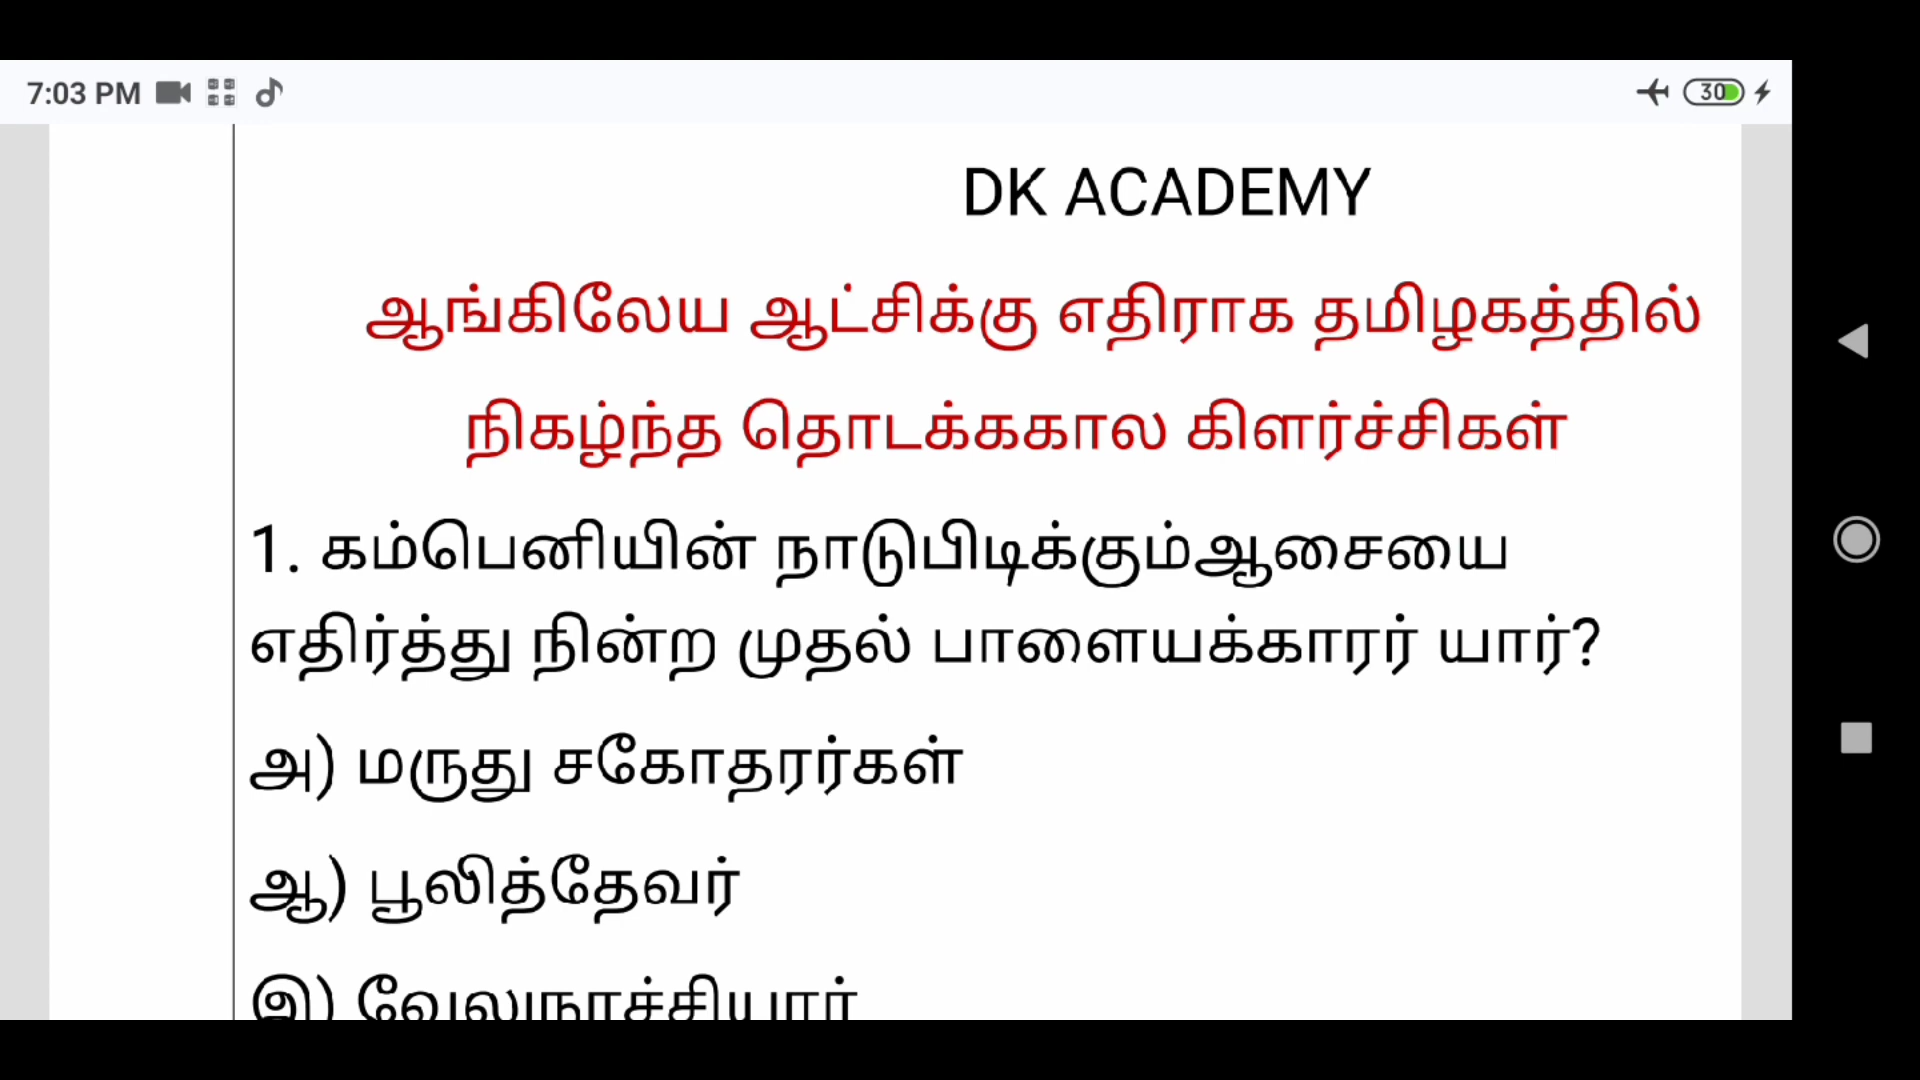 7:03 PM
30
DK ACADEMY
ஆங்கிலேய ஆட்சிக்கு எதிராக தமிழகத்தில்
நிகழ்ந்த தொடக்ககால கிளர்ச்சிகள்
1. கம்பெனியின் நாடுபிடிக்கும்ஆசையை
எதிர்த்து நின்ற முதல் பாளையக்காரர் யார்?
அ) மருது சகோதரர்கள்
ஆ) பூலித்தேவர்
இ) வேலுநாச்சியார்